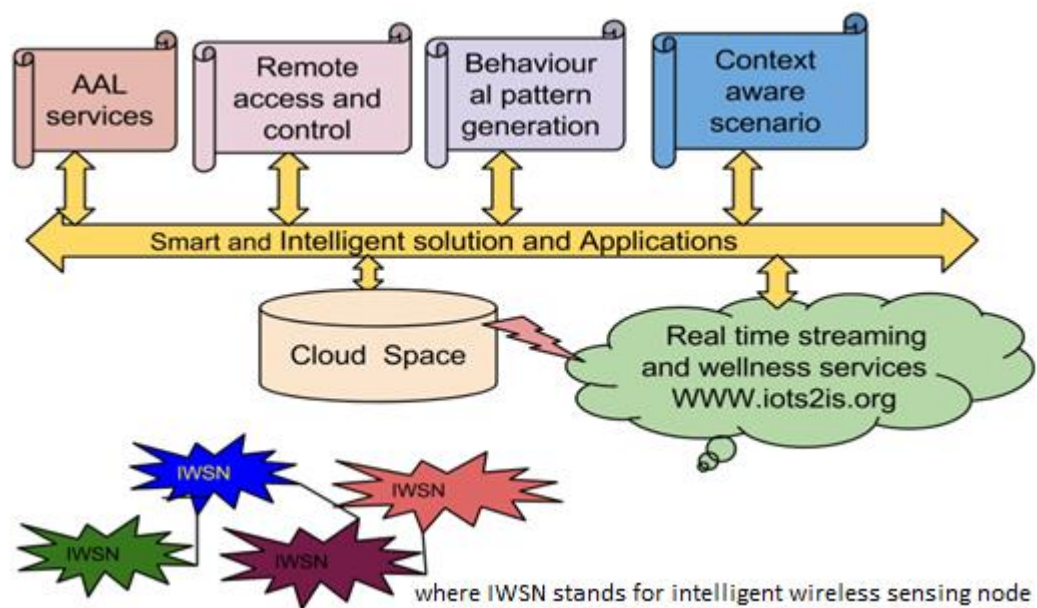 AAL
services
Remote
access and
control
Behaviour
al pattern
generation
Context
aware
scenario
Smart and Intelligent solution and Applications
Cloud Space
Real time streaming
and wellness services
WWW.iots2is.org
IWSN
IWSN
IWSN
IWSN
where IWSN stands for intelligent wireless sensing node